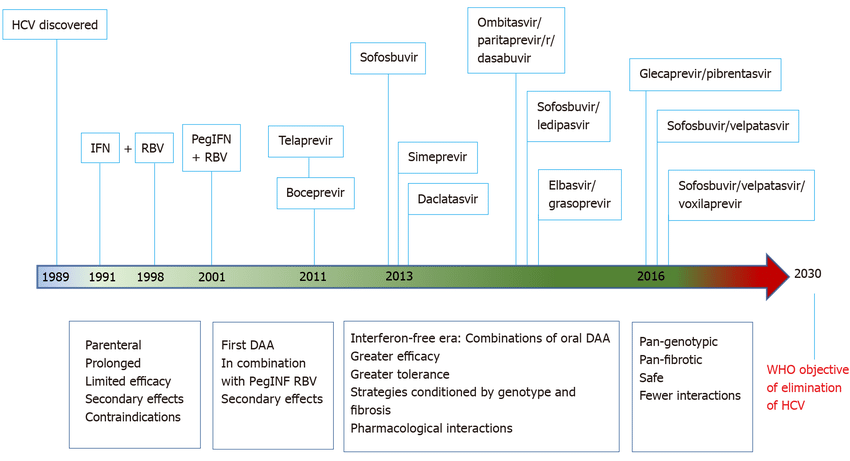 HCV discovered
IFN
+
RBV
PegIFN
+ RBV
Telaprevir
Boceprevir
Sofosbuvir
Simeprevir
Daclatasvir
Ombitasvir/
paritaprevir/r/
dasabuvir
Sofosbuvir/
ledipasvir
Elbasvir/
grasoprevir
Glecaprevir/pibrentasvir
Sofosbuvir/velpatasvir
Sofosbuvir/velpatasvir/
voxilaprevir
1989
1991
1998
2001
2011
2013
2016
2030
Parenteral
Prolonged
Limited efficacy
Secondary effects
Contraindications
First DAA
In combination
with PegINF RBV
Secondary effects
Interferon-free era: Combinations of oral DAA
Greater efficacy
Greater tolerance
Strategies conditioned by genotype and
fibrosis
Pharmacological interactions
Pan-genotypic
Pan-fibrotic
Safe
Fewer interactions
WHO objective
of elimination
of HCV